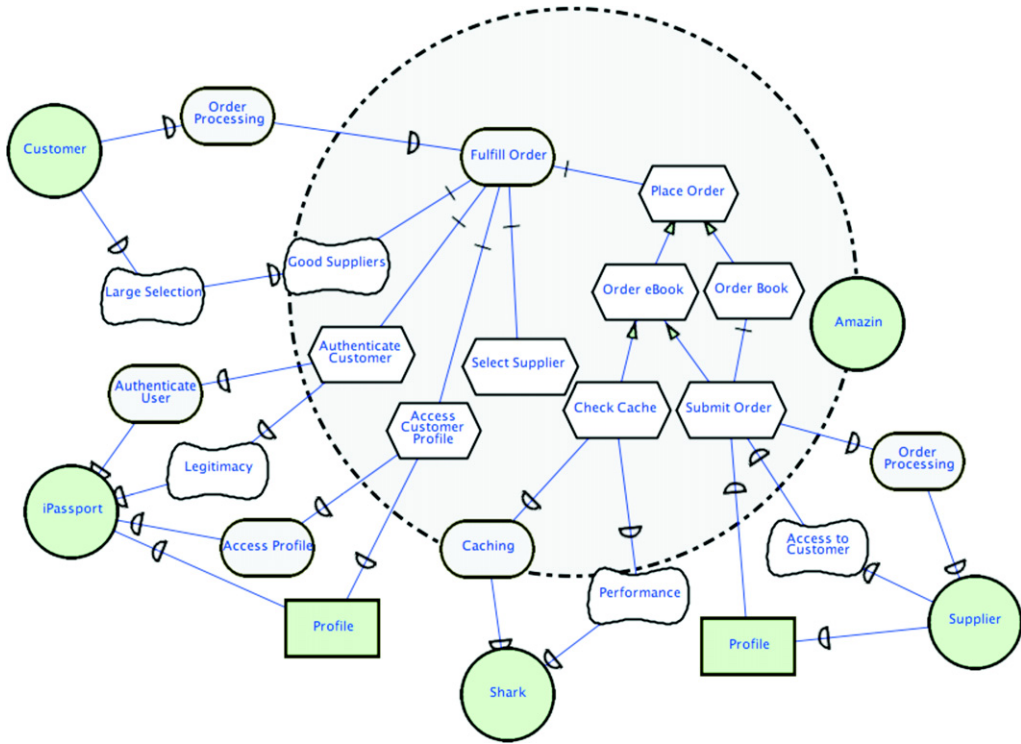 Order
Processing
Customer
Fulfill Order
Place Order
Good Suppliers
Large Selection
Order eBook
Order Book
Amazin
Authenticate
Customer
Select Supplier
Authenticate
User
Check Cache
Submit Order
Access
Customer
Profile
Order
Processing
Legitimacy
iPassport
Access Profile
Caching
Access to
Customer
Performance
Profile
Supplier
Profile
Shark